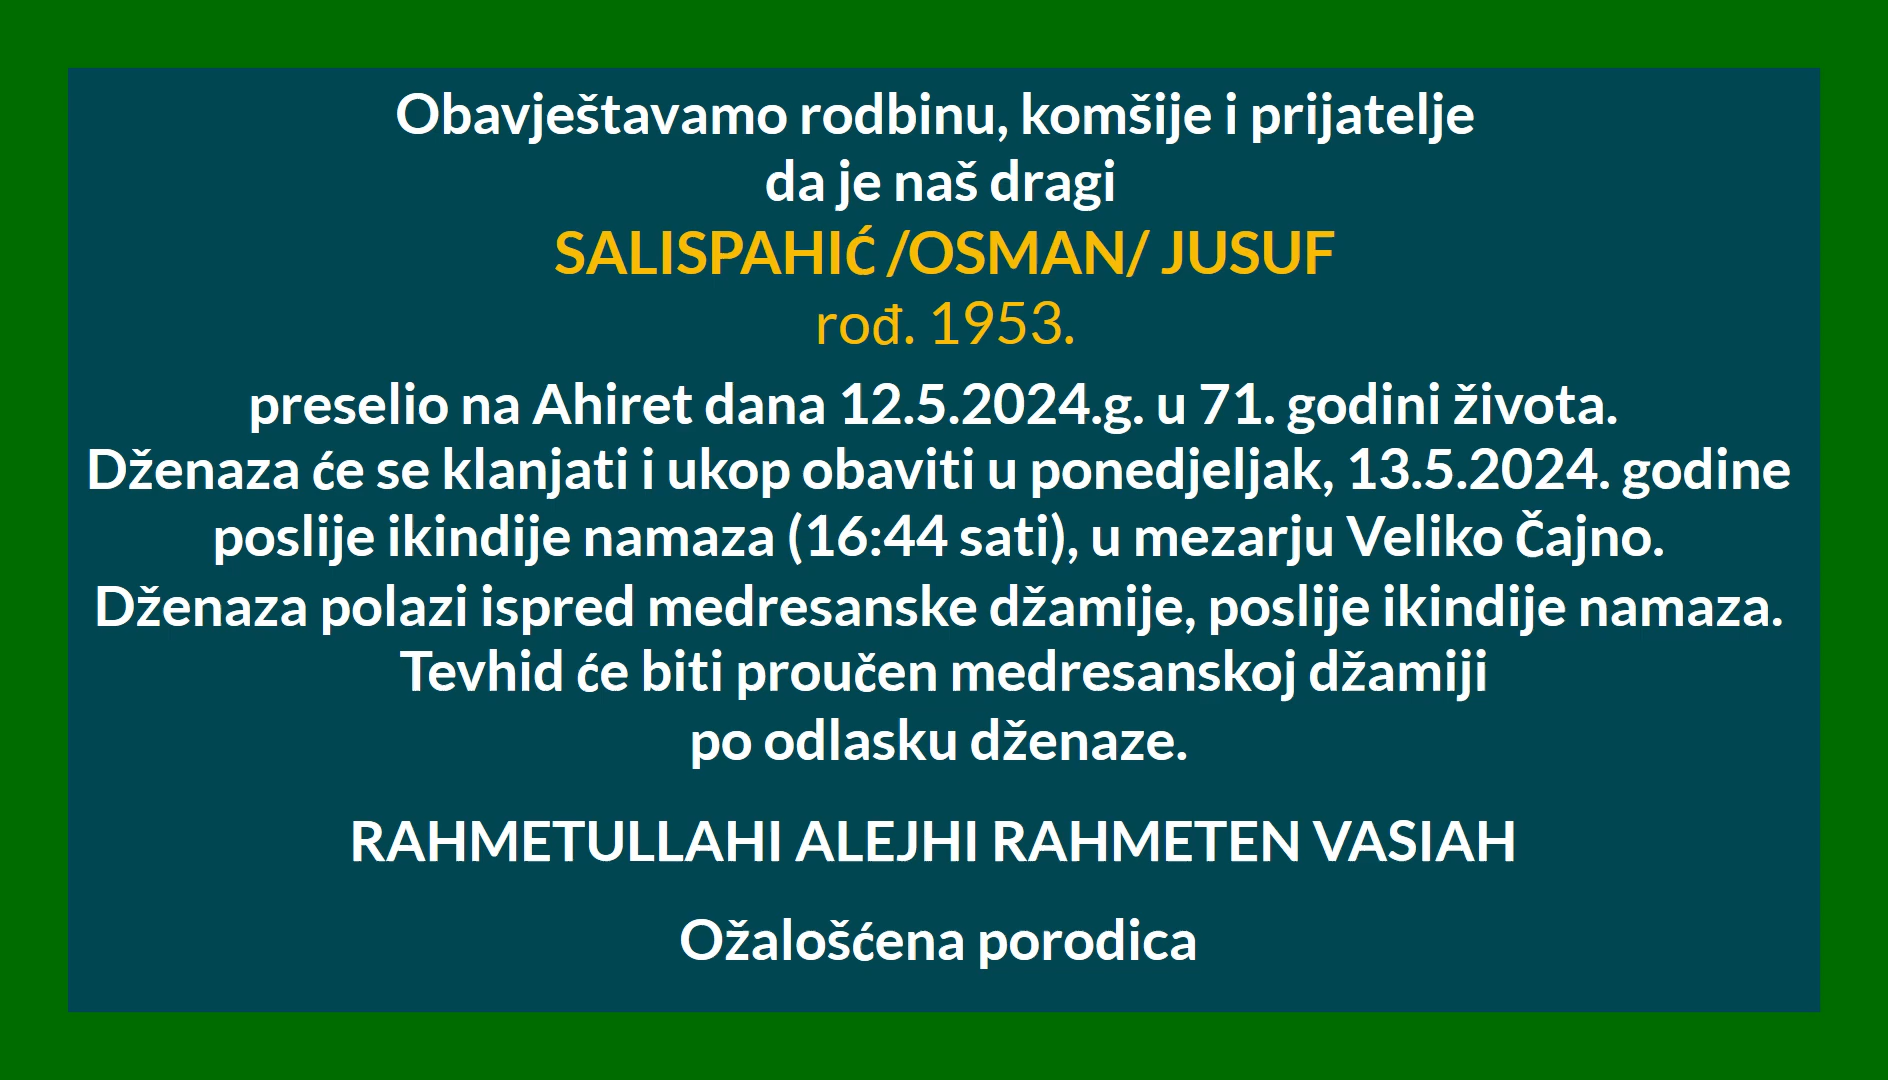 Obavještavamo rodbinu, komšije i prijatelje
da je naš dragi
SALISPAHIĆ /OSMAN/ JUSUF
rođ. 1953.
preselio na Ahiret dana 12.5.2024.g. u 71. godini života.
Dženaza će se klanjati i ukop obaviti u ponedjeljak, 13.5.2024. godine
poslije ikindije namaza (16:44 sati), u mezarju Veliko Čajno.
Dženaza polazi ispred medresanske džamije, poslije ikindije namaza.
Tevhid će biti proučen medresanskoj džamiji
po odlasku dženaze.
RAHMETULLAHI ALEJHI RAHMETEN VASIAH
Ožalošćena porodica